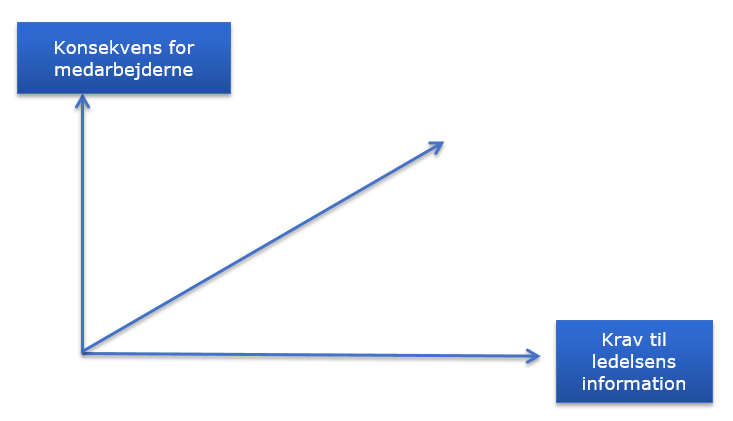 Konsekvens for
medarbejderne
Krav til
ledelsens
information